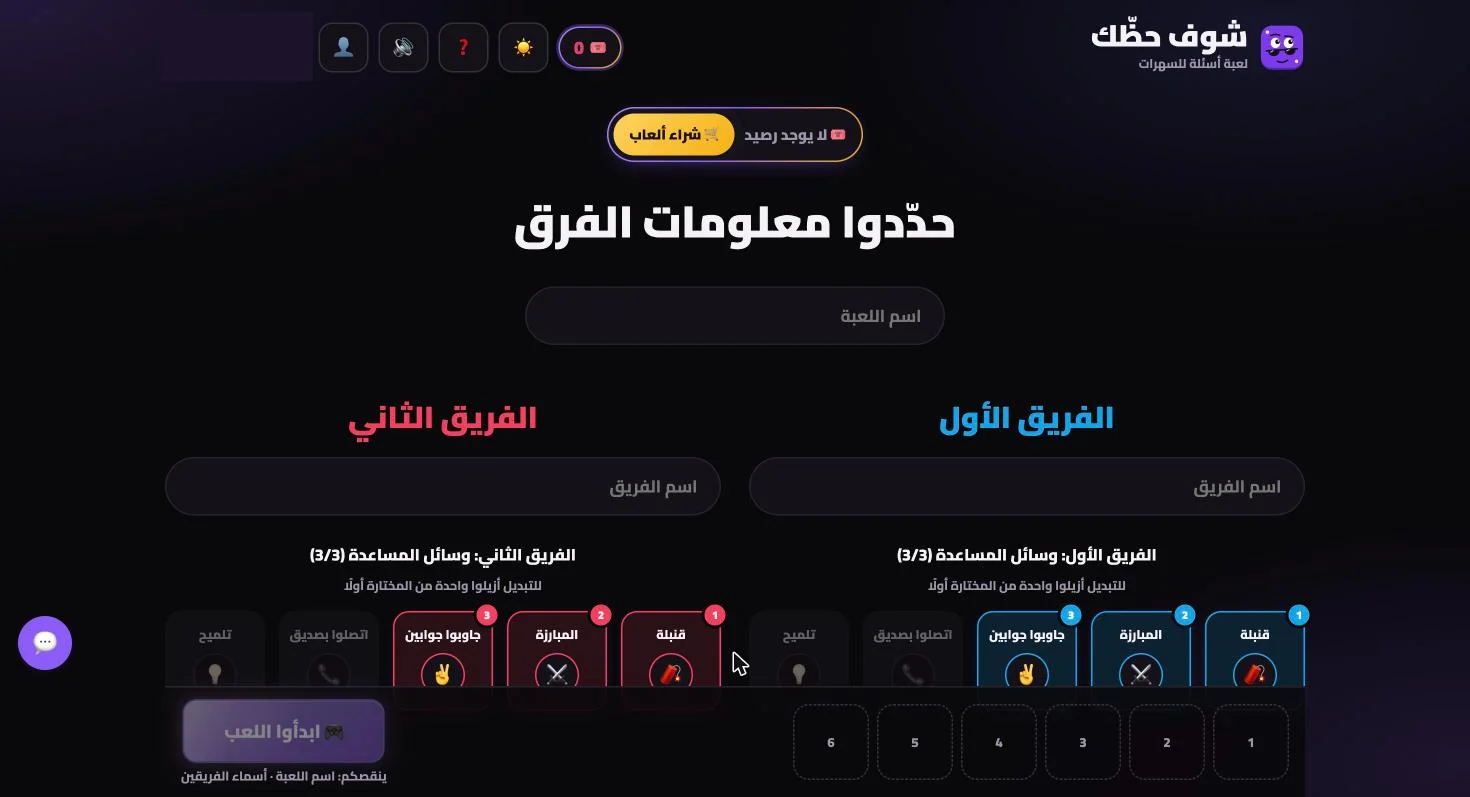 شوف حظّك
لعبة أسئلة للسهرات
0
لا يوجد رصيد
شراء ألعاب
حدّدوا معلومات الفرق
اسم اللعبة
الفريق الأول
اسم الفريق
الفريق الأول: وسائل المساعدة (3/3)
للتبديل أزيلوا واحدة من المختارة أولًا
1 قنبلة
2 المبارزة
3 جاوبوا جوابين
اتصلوا بصديق
تلميح
الفريق الثاني
اسم الفريق
الفريق الثاني: وسائل المساعدة (3/3)
للتبديل أزيلوا واحدة من المختارة أولًا
1 قنبلة
2 المبارزة
3 جاوبوا جوابين
اتصلوا بصديق
تلميح
1 2 3 4 5 6
ابدأوا اللعب
ينقصكم: اسم اللعبة · أسماء الفريقين